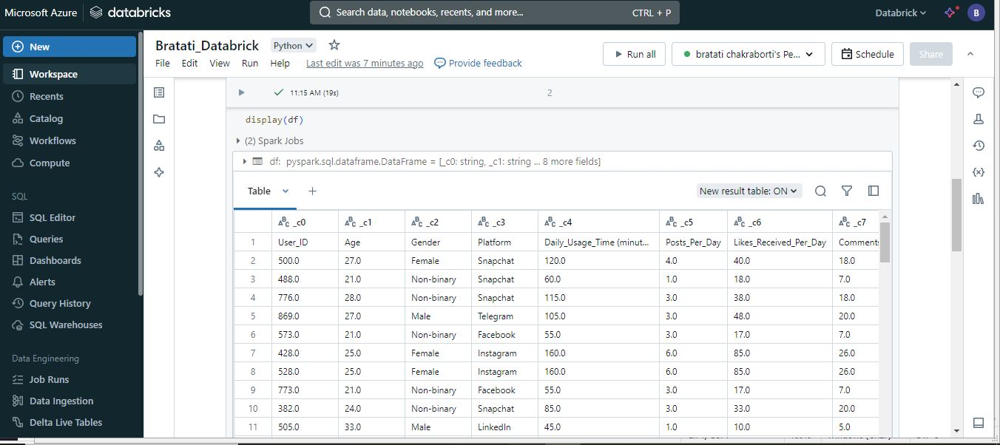 Microsoft Azure databricks Search data, notebooks, recents, and more... CTRL + P Databrick B
New
Workspace
Recents
Catalog
Workflows
Compute
SQL
SQL Editor
Queries
Dashboards
Alerts
Query History
SQL Warehouses
Data Engineering
Job Runs
Data Ingestion
Delta Live Tables
Bratati_Databrick Python
File Edit View Run Help Last edit was 7 minutes ago Provide feedback
Run all bratati chakraborti's Pe... Schedule Share
11:15 AM (19s) 2
display(df)
(2) Spark Jobs
df: pyspark.sql.dataframe.DataFrame = [_c0: string, _c1: string ... 8 more fields]
Table + New result table: ON
ABC _c0 ABC _c1 ABC _c2 ABC _c3 ABC _c4 ABC _c5 ABC _c6 ABC _c7
1 User_ID Age Gender Platform Daily_Usage_Time (minut... Posts_Per_Day Likes_Received_Per_Day Comments
2 500.0 27.0 Female Snapchat 120.0 4.0 40.0 18.0
3 488.0 21.0 Non-binary Snapchat 60.0 1.0 18.0 7.0
4 776.0 28.0 Non-binary Snapchat 115.0 3.0 38.0 18.0
5 869.0 27.0 Male Telegram 105.0 3.0 48.0 20.0
6 573.0 21.0 Non-binary Facebook 55.0 3.0 17.0 7.0
7 428.0 25.0 Female Instagram 160.0 6.0 85.0 26.0
8 528.0 25.0 Female Instagram 160.0 6.0 85.0 26.0
9 773.0 21.0 Non-binary Facebook 55.0 3.0 17.0 7.0
10 382.0 24.0 Non-binary Snapchat 85.0 3.0 33.0 20.0
11 505.0 33.0 Male LinkedIn 45.0 1.0 10.0 5.0